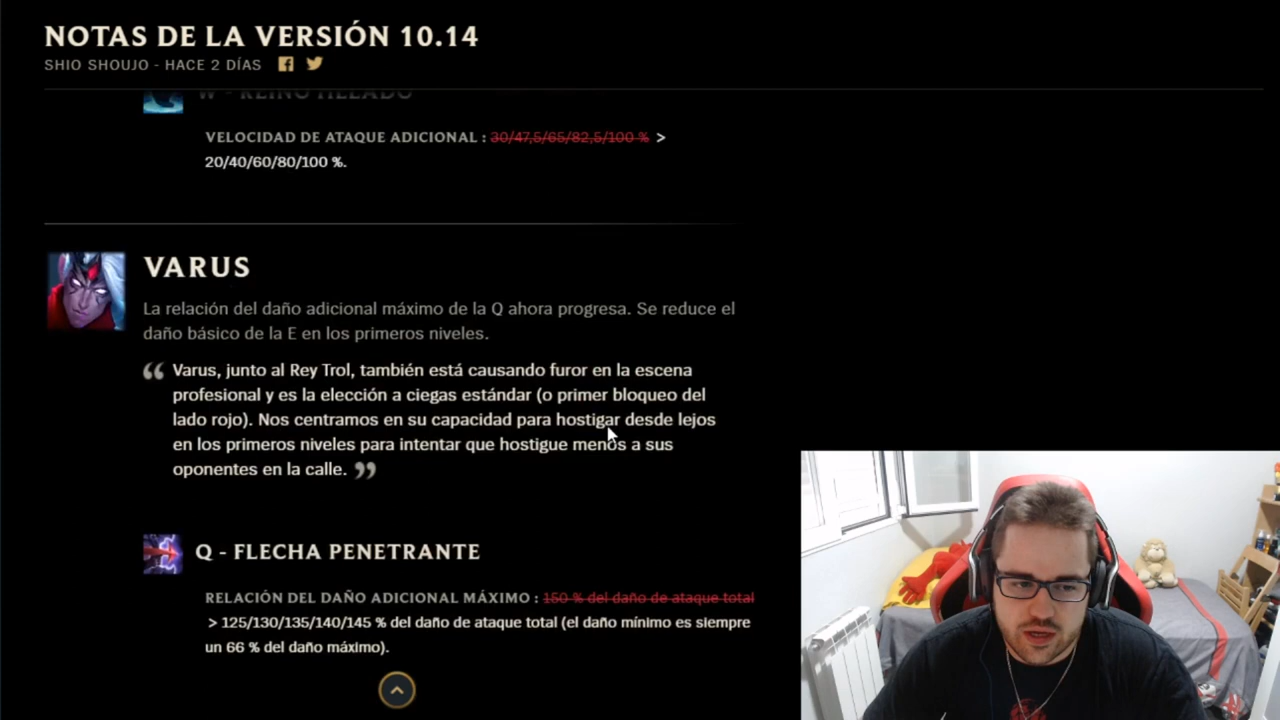 NOTAS DE LA VERSIÓN 10.14
SHIO SHOUJO - HACE 2 DÍAS
W - REINO HELADO
VELOCIDAD DE ATAQUE ADICIONAL : 30/47,5/65/82,5/100 % >
20/40/60/80/100 %.
VARUS
La relación del daño adicional máximo de la Q ahora progresa. Se reduce el
daño básico de la E en los primeros niveles.
Varus, junto al Rey Trol, también está causando furor en la escena
profesional y es la elección a ciegas estándar (o primer bloqueo del
lado rojo). Nos centramos en su capacidad para hostigar desde lejos
en los primeros niveles para intentar que hostigue menos a sus
oponentes en la calle.
Q - FLECHA PENETRANTE
RELACIÓN DEL DAÑO ADICIONAL MÁXIMO : 150 % del daño de ataque total
> 125/130/135/140/145 % del daño de ataque total (el daño mínimo es siempre
un 66 % del daño máximo).